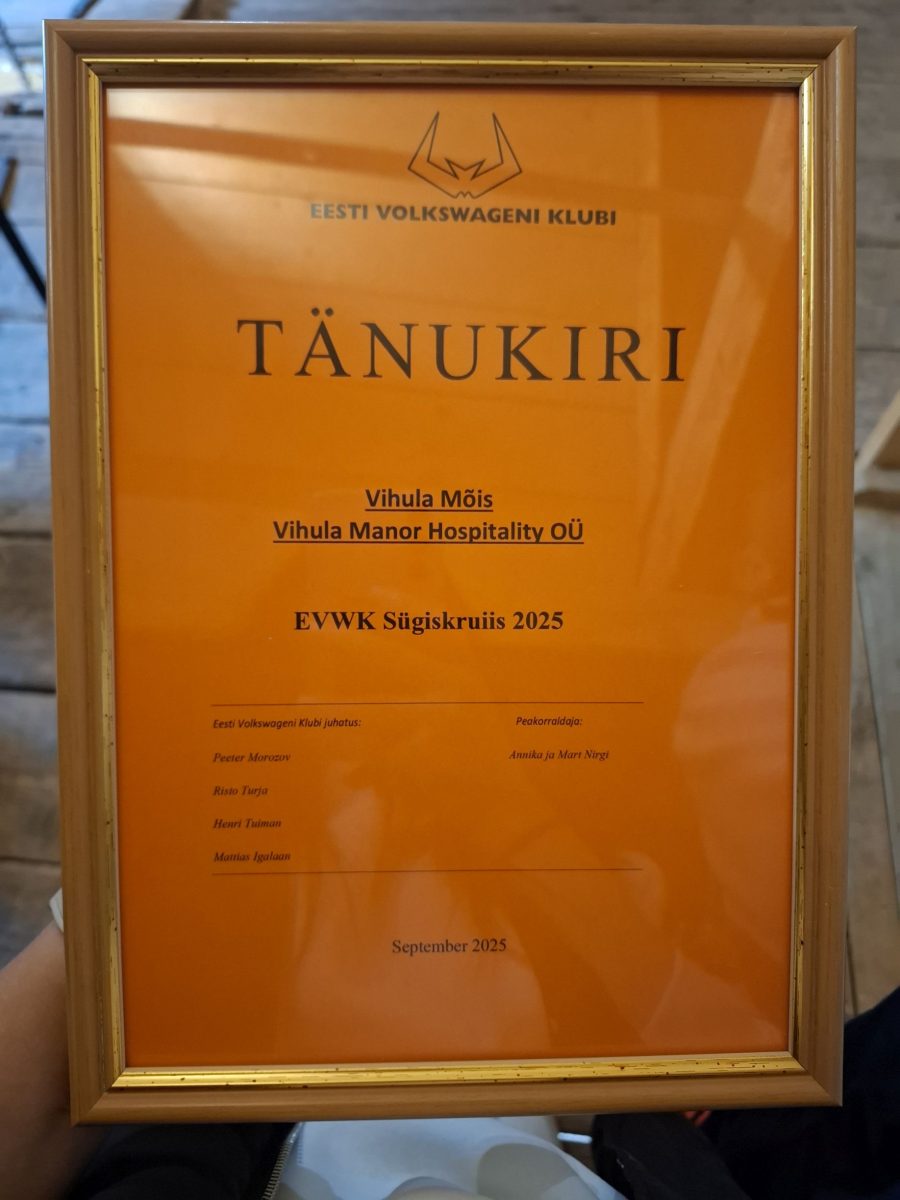 EESTI VOLKSWAGENI KLUBI
TÄNUKIRI
Vihula Mõis
Vihula Manor Hospitality OÜ
EVWK Sügiskruiis 2025
Eesti Volkswageni Klubi juhatus:
Peakorraldaja:
Peeter Morozov
Annika ja Mart Nirgi
Risto Turja
Henri Tuiman
Mattias Igalaan
September 2025